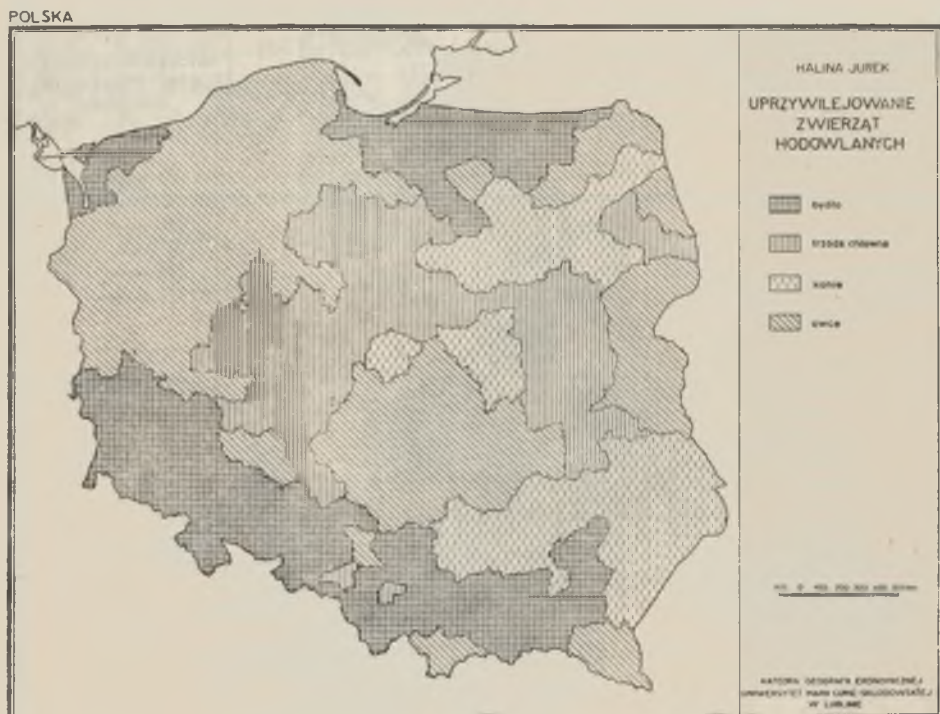 POLSKA
HALINA JUREK
UPRZYWILEJOWANIE
ZWIERZĄT
HODOWLANYCH
bydło
trzoda chlewna
konie
owce
KATEDRA GEOGRAFII EKONOMICZNEJ
UNIWERSYTET MARII CURIE-SKŁODOWSKIEJ
W LUBLINIE